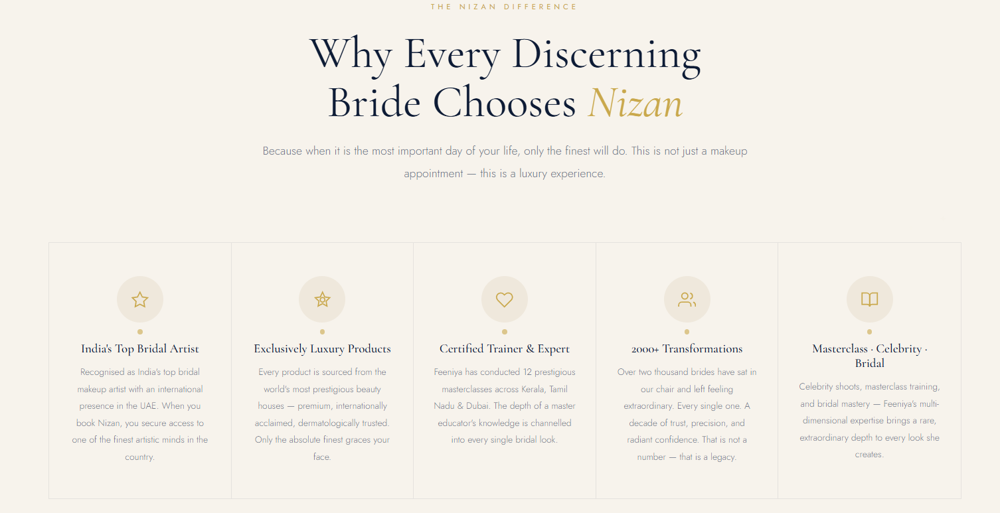 THE NIZAN DIFFERENCE
Why Every Discerning
Bride Chooses Nizan
Because when it is the most important day of your life, only the finest will do. This is not just a makeup
appointment — this is a luxury experience.
India's Top Bridal Artist
Recognised as India's top bridal
makeup artist with an international
presence in the UAE. When you
book Nizan, you secure access to
one of the finest artistic minds in the
country.
Exclusively Luxury Products
Every product is sourced from the
world's most prestigious beauty
houses — premium, internationally
acclaimed, dermatologically trusted.
Only the absolute finest graces your
face.
Certified Trainer & Expert
Feeniya has conducted 12 prestigious
masterclasses across Kerala, Tamil
Nadu & Dubai. The depth of a master
educator's knowledge is channelled
into every single bridal look.
2000+ Transformations
Over two thousand brides have sat in
our chair and left feeling
extraordinary. Every single one. A
decade of trust, precision, and
radiant confidence. That is not a
number — that is a legacy.
Masterclass · Celebrity ·
Bridal
Celebrity shoots, masterclass training,
and bridal mastery — Feeniya's multi-
dimensional expertise brings a rare,
extraordinary depth to every look she
creates.